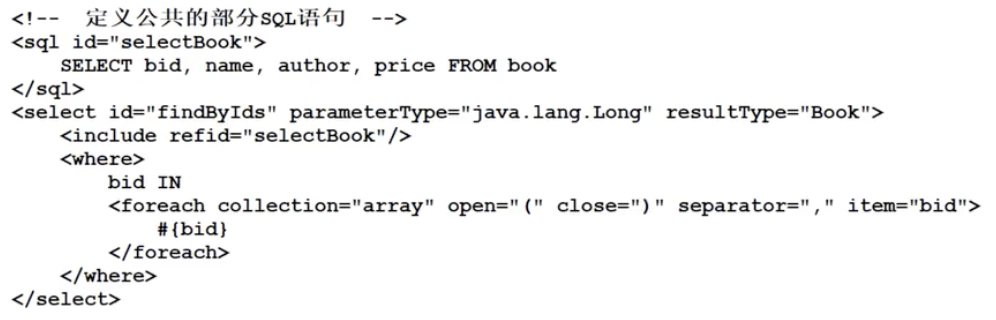 <!--  定义公共的部分SQL语句  -->
<sql id="selectBook">
    SELECT bid, name, author, price FROM book
</sql>
<select id="findByIds" parameterType="java.lang.Long" resultType="Book">
    <include refid="selectBook"/>
    <where>
        bid IN
        <foreach collection="array" open="(" close=")" separator="," item="bid">
            #{bid}
        </foreach>
    </where>
</select>